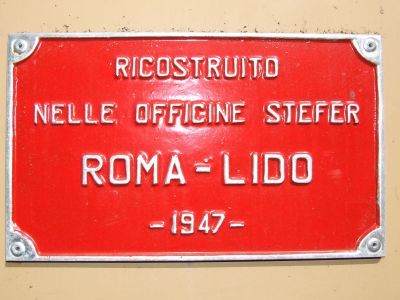 RICOSTRUITO
NELLE OFFICINE STEFER
ROMA-LIDO
-1947-